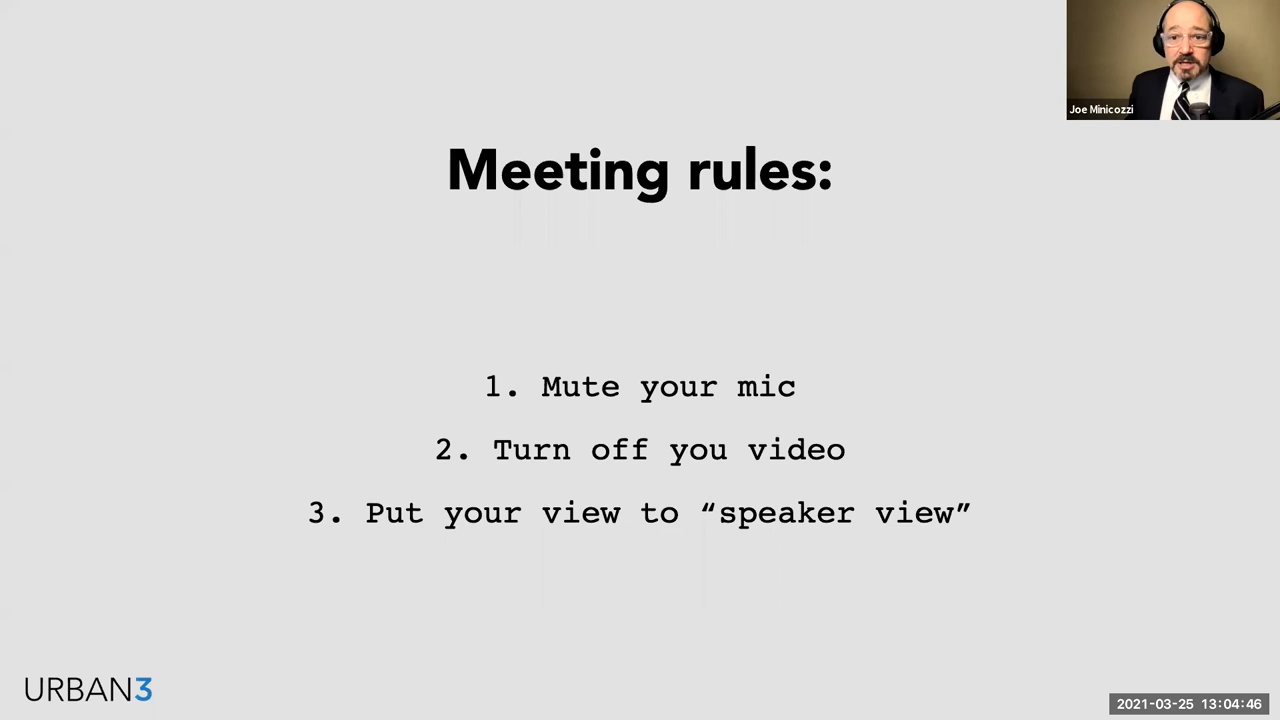 Joe Minicozzi
Meeting rules:
1. Mute your mic
2. Turn off you video
3. Put your view to “speaker view”
URBAN3
2021-03-25 13:04:46